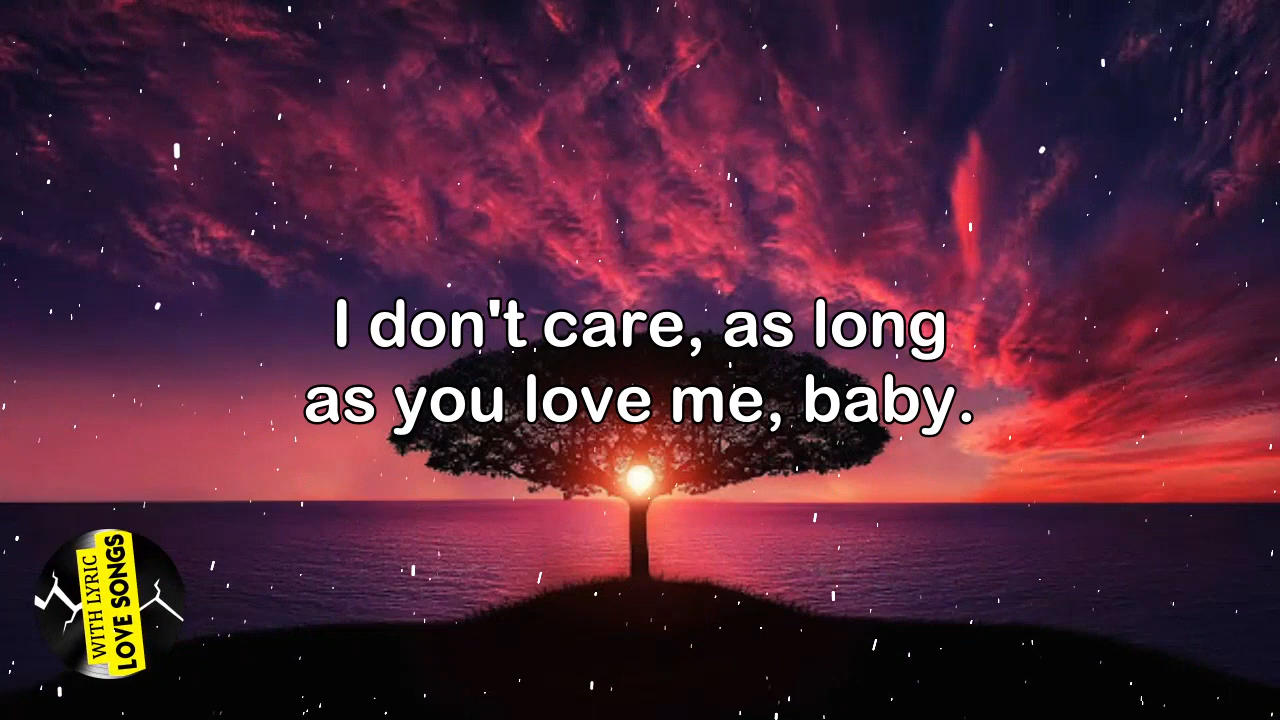 I don't care, as long
as you love me, baby.
WITH LYRIC
LOVE SONGS